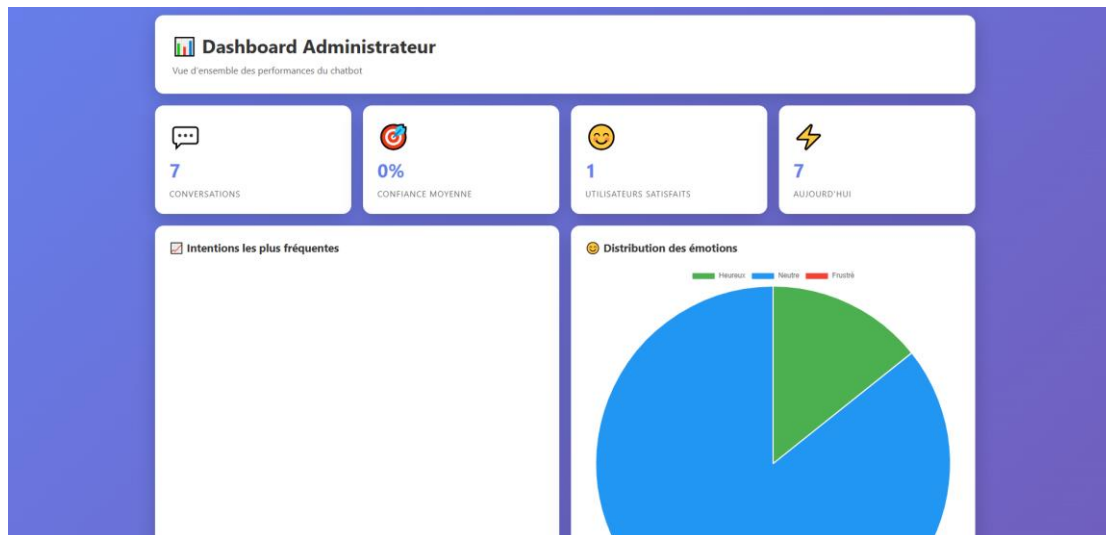 Dashboard Administrateur
Vue d'ensemble des performances du chatbot
7
CONVERSATIONS
0%
CONFIANCE MOYENNE
1
UTILISATEURS SATISFAITS
7
AUJOURD'HUI
Intentions les plus fréquentes
Distribution des émotions
Heureux Neutre Frustré